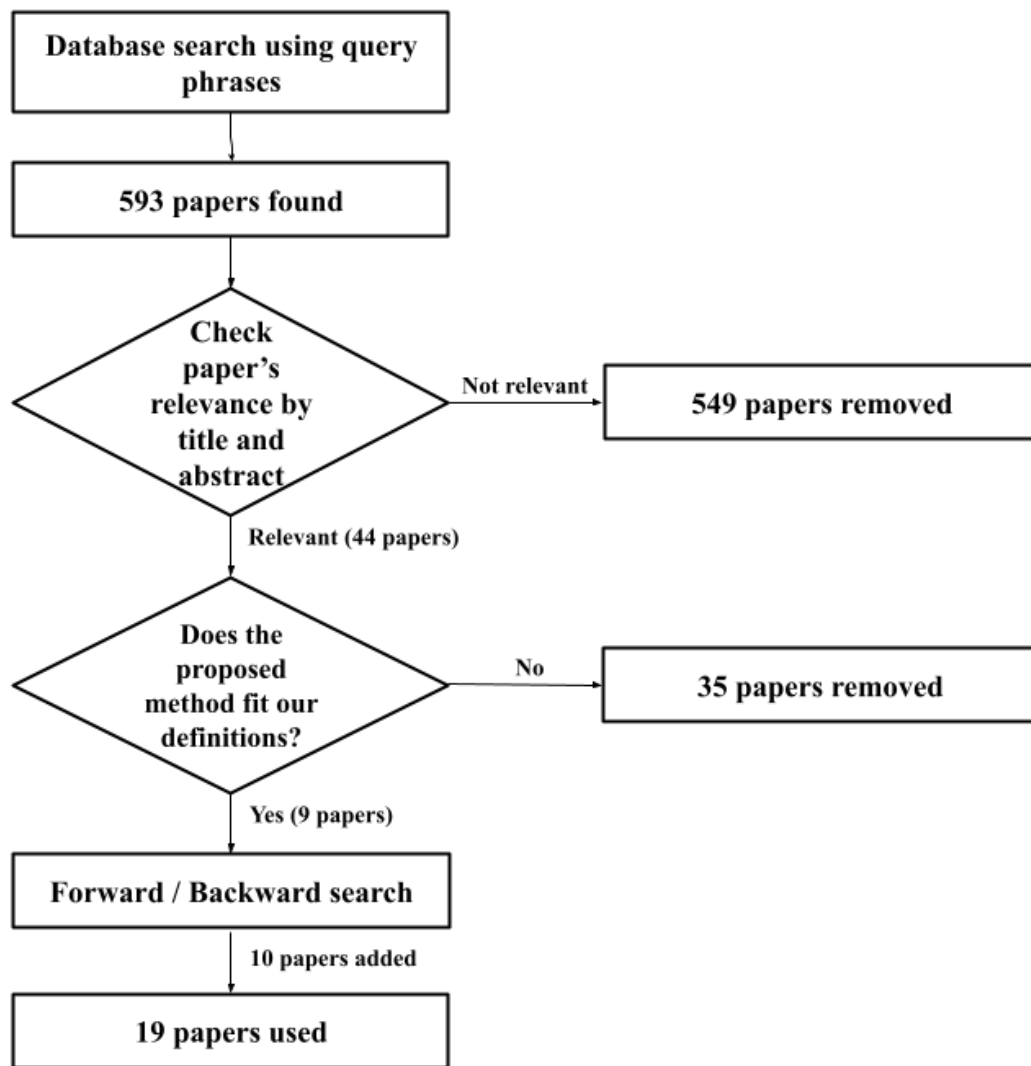 Database search using query
phrases
593 papers found
Check
paper’s
relevance by
title and
abstract
Not relevant
549 papers removed
Relevant (44 papers)
Does the
proposed
method fit our
definitions?
No
35 papers removed
Yes (9 papers)
Forward / Backward search
10 papers added
19 papers used